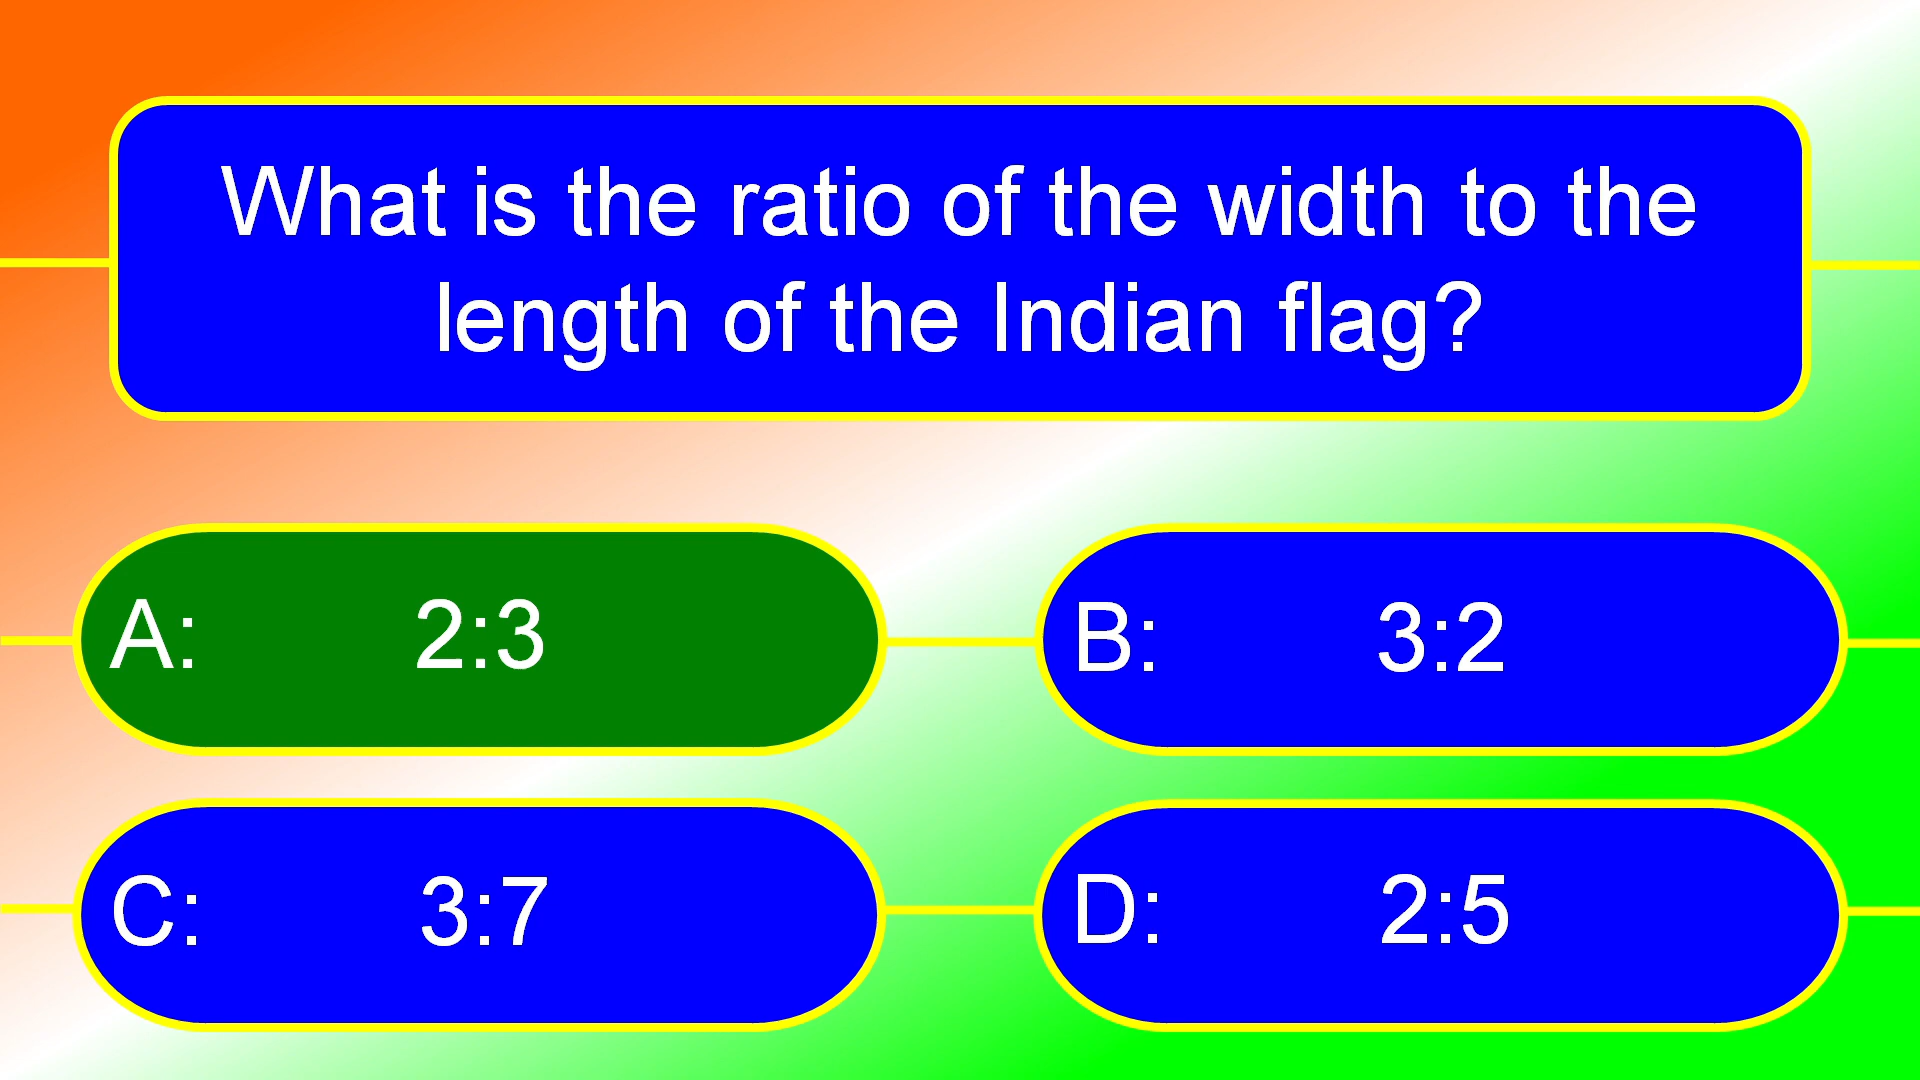 What is the ratio of the width to the
length of the Indian flag?
A: 2:3
B: 3:2
C: 3:7
D: 2:5